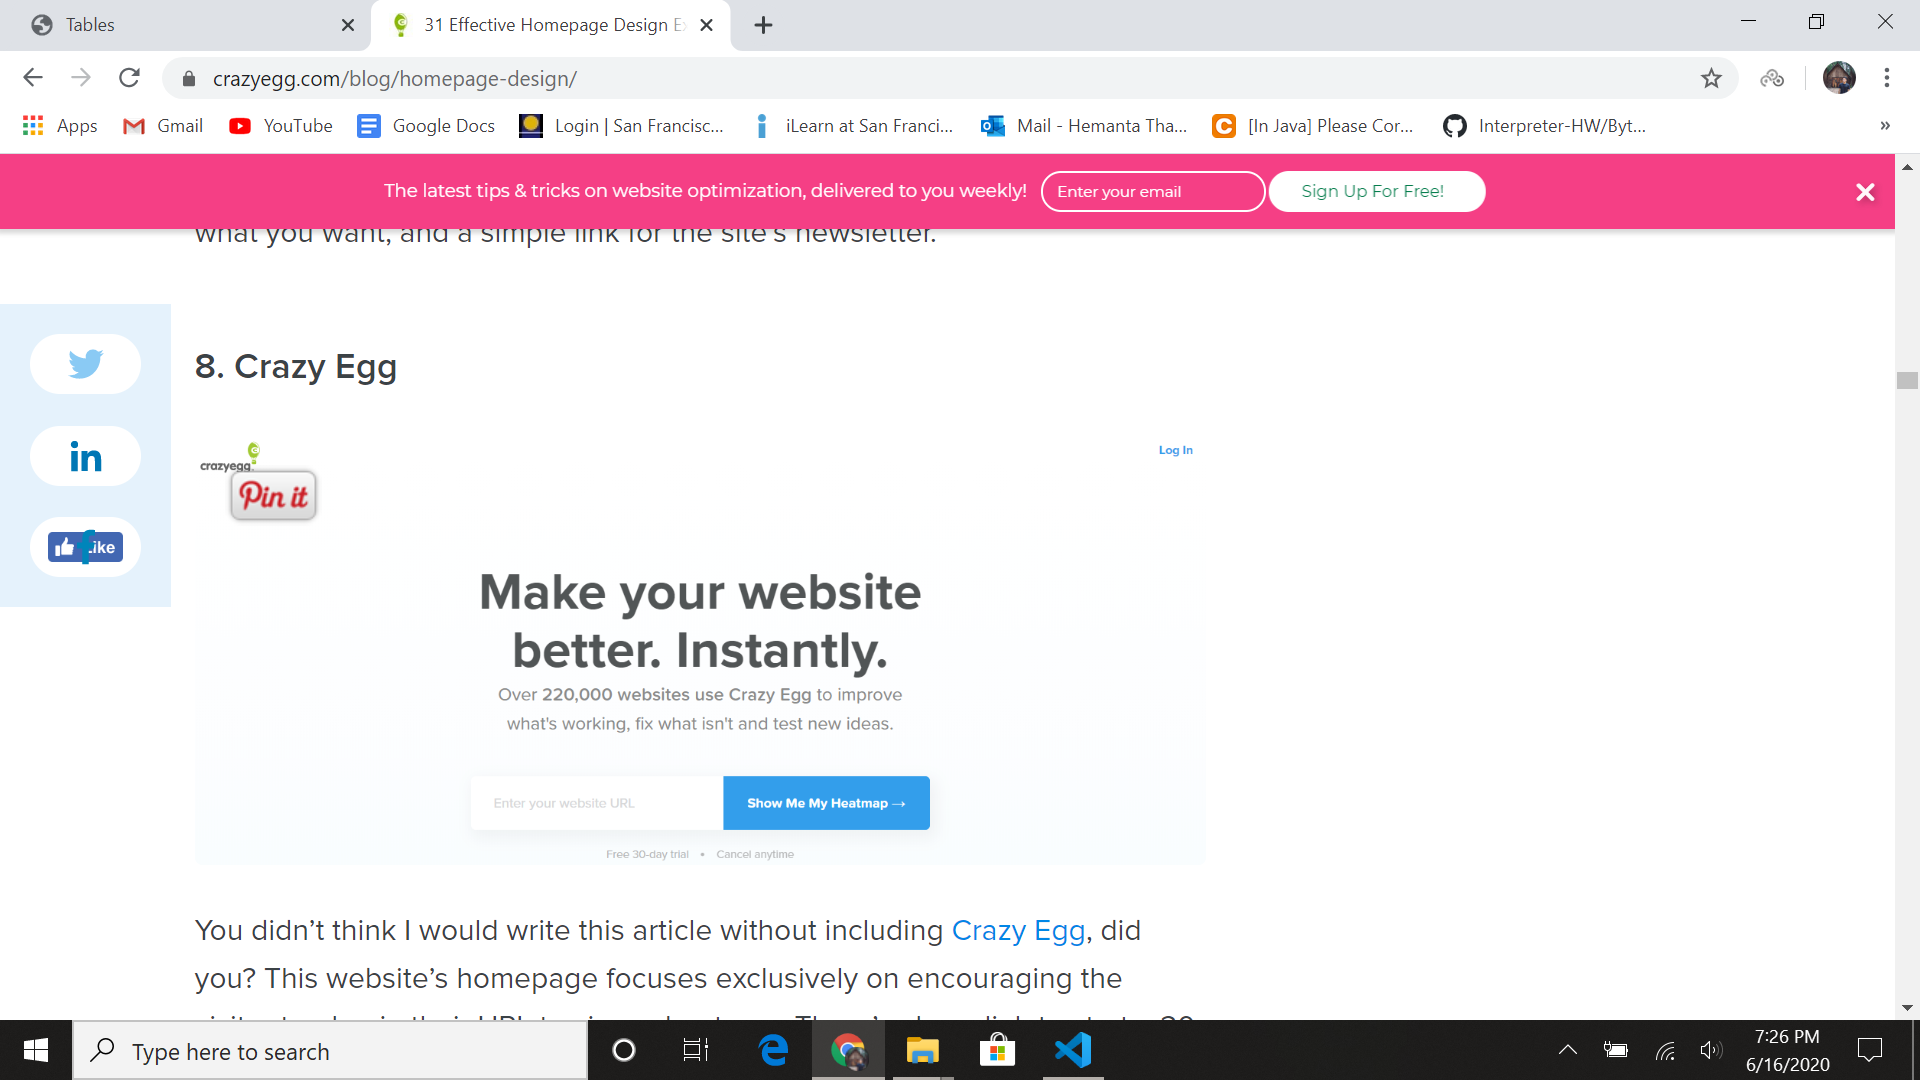 Tables
31 Effective Homepage Design Ex
crazyegg.com/blog/homepage-design/
Apps
Gmail
YouTube
Google Docs
Login | San Francisc...
iLearn at San Franci...
Mail - Hemanta Tha...
[In Java] Please Cor...
Interpreter-HW/Byt...
»
The latest tips & tricks on website optimization, delivered to you weekly!
Enter your email
Sign Up For Free!
what you want, and a simple link for the site's newsletter.
8. Crazy Egg
crazyegg.
Log In
Pin it
in
Like
Make your website
better. Instantly.
Over 220,000 websites use Crazy Egg to improve
what's working, fix what isn't and test new ideas.
Enter your website URL
Show Me My Heatmap →
Free 30-day trial • Cancel anytime
You didn’t think I would write this article without including Crazy Egg, did
you? This website’s homepage focuses exclusively on encouraging the
Type here to search
7:26 PM
6/16/2020